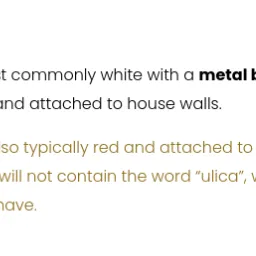 commonly white with a metal
and attached to house walls.
so typically red and attached to
will not contain the word “ulica”,
have.